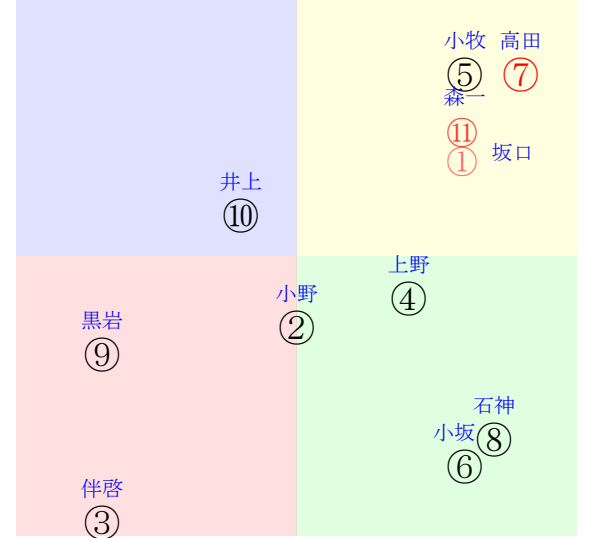 小牧 高田
⑤ ⑦
森一
⑪
① 坂口
井上
⑩
上野
④
小野
②
黒岩
⑨
石神
⑧
小坂
⑥
伴啓
③